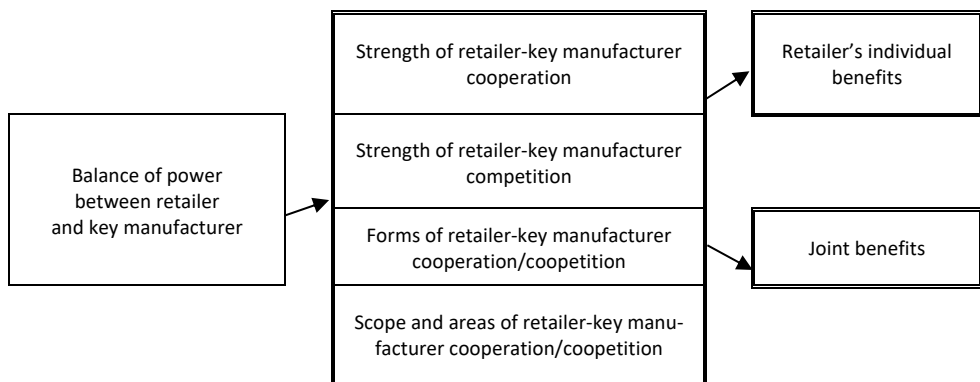 Balance of power
between retailer
and key manufacturer
Strength of retailer-key manufacturer
cooperation
Strength of retailer-key manufacturer
competition
Forms of retailer-key manufacturer
cooperation/coopetition
Scope and areas of retailer-key manu-
facturer cooperation/coopetition
Retailer’s individual
benefits
Joint benefits